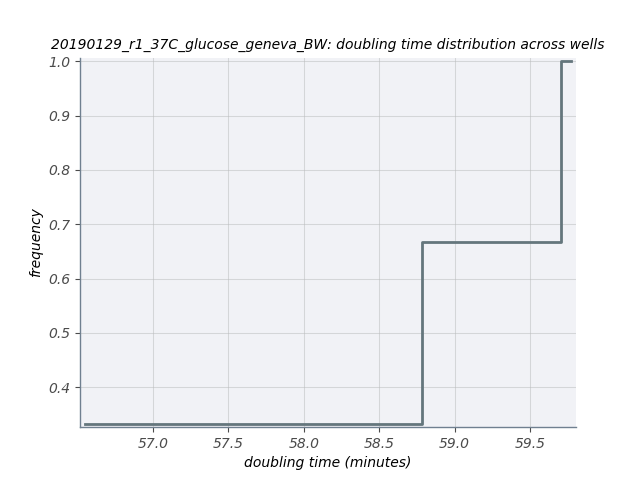 20190129_r1_37C_glucose_geneva_BW: doubling time distribution across wells
1.0
0.9
0.8
0.7
0.6
0.5
0.4
frequency
57.0 57.5 58.0 58.5 59.0 59.5
doubling time (minutes)